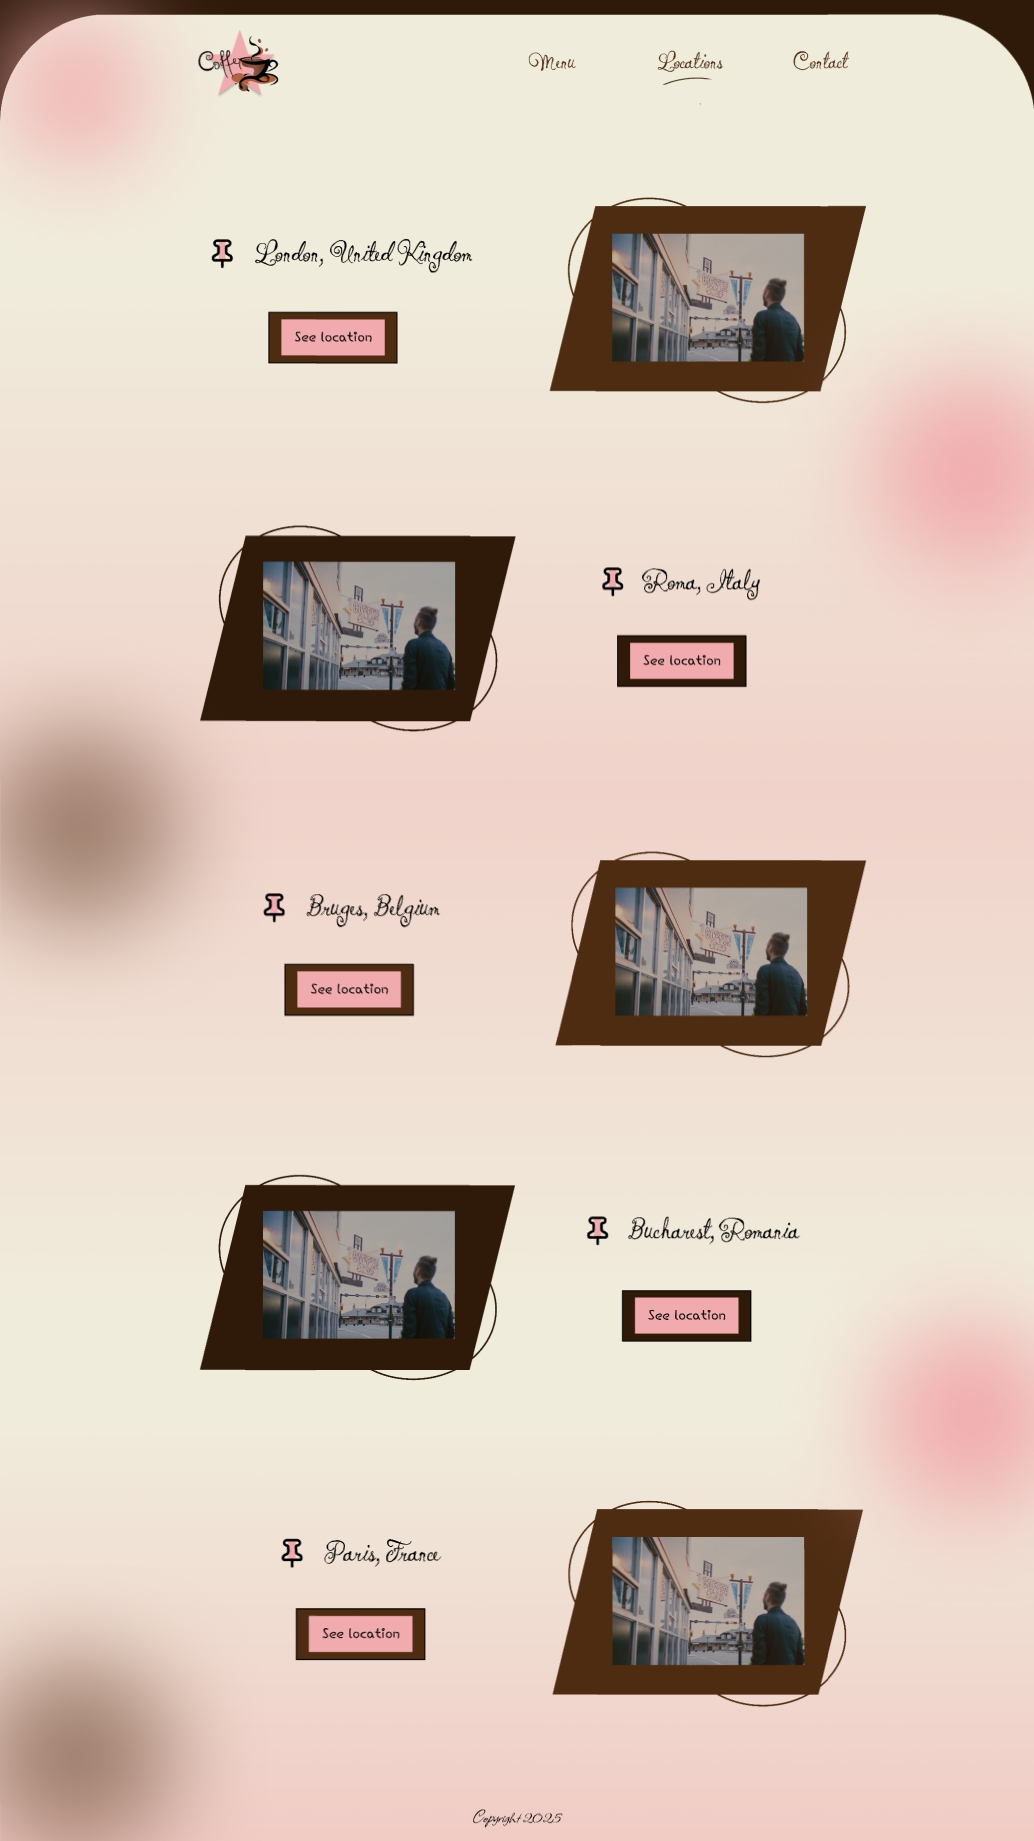 Coffee
Menu
Locations
Contact
London, United Kingdom
See location
Roma, Italy
See location
Bruges, Belgium
See location
Bucharest, Romania
See location
Paris, France
See location
Copyright 2025